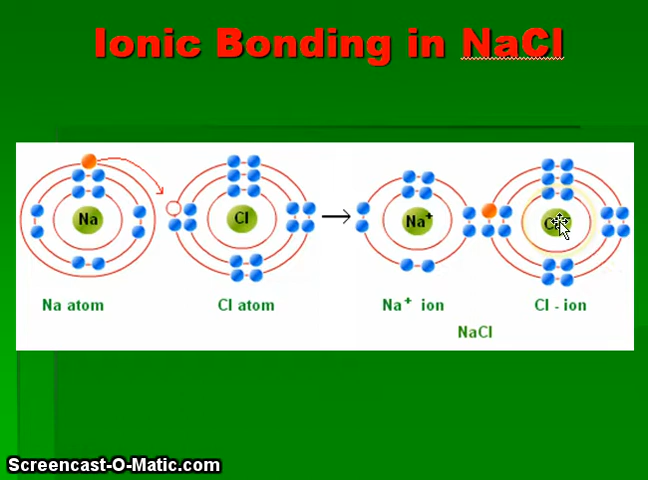 Ionic Bonding in NaCl
Na
Cl
Na+
Na atom
Cl atom
Na+ ion
Cl - ion
NaCl
Screencast-O-Matic.com